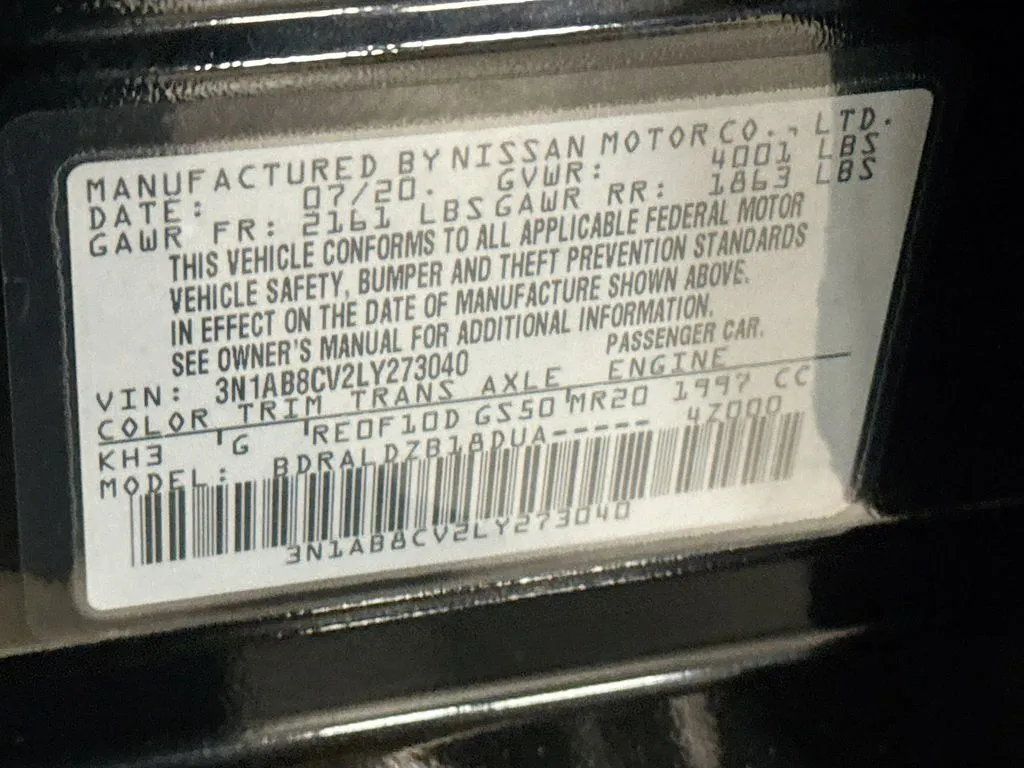 MANUFACTURED BY NISSAN MOTOR CO., LTD.
DATE: 07/20. GVWR: 4001 LBS
GAWR FR: 2161 LBS GAWR RR: 1863 LBS
THIS VEHICLE CONFORMS TO ALL APPLICABLE FEDERAL MOTOR
VEHICLE SAFETY, BUMPER AND THEFT PREVENTION STANDARDS
IN EFFECT ON THE DATE OF MANUFACTURE SHOWN ABOVE.
SEE OWNER'S MANUAL FOR ADDITIONAL INFORMATION.
VIN: 3N1AB8CV2LY273040 PASSENGER CAR.
COLOR TRIM TRANS AXLE ENGINE
KH3 G RE0F10D GS50 MR20 1997 CC
MODEL: BDRALDZB18DUA----- 4Z000
3N1AB8CV2LY273040